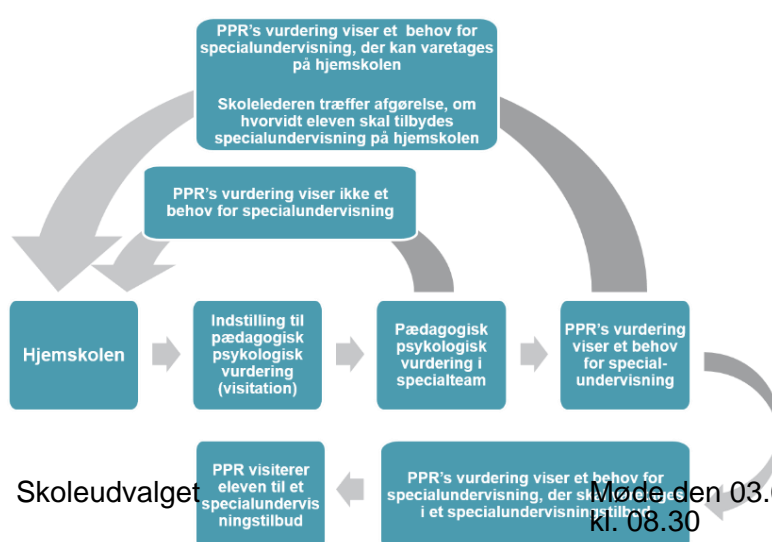 PPR's vurdering viser et behov for
specialundervisning, der kan varetages
på hjemskolen
Skolelederen træffer afgørelse, om
hvorvidt eleven skal tilbydes
specialundervisning på hjemskolen
PPR's vurdering viser ikke et
behov for specialundervisning
Hjemskolen
Indstilling til
pædagogisk
psykologisk
vurdering
(visitation)
Pædagogisk
psykologisk
vurdering i
specialteam
PPR's vurdering
viser et behov
for special-
undervisning
PPR visiterer
eleven til et
specialundervis
ningstilbud
PPR's vurdering viser et behov for
specialundervisning, der skal varetages
i et specialundervisningstilbud
Skoleudvalget
Møde den 03.
kl. 08.30